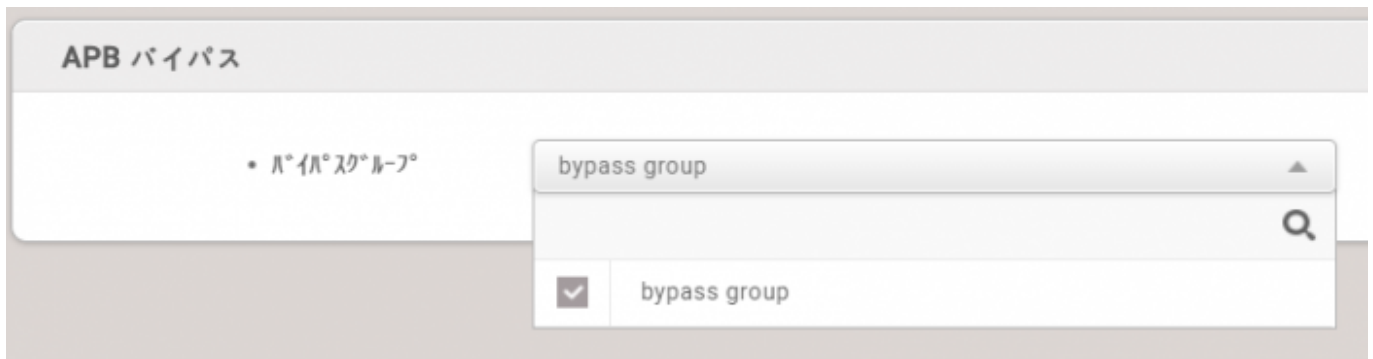 APB バイパス
• ﾊﾞｲﾊﾟｽｸﾞﾙｰﾌﾟ
bypass group
bypass group